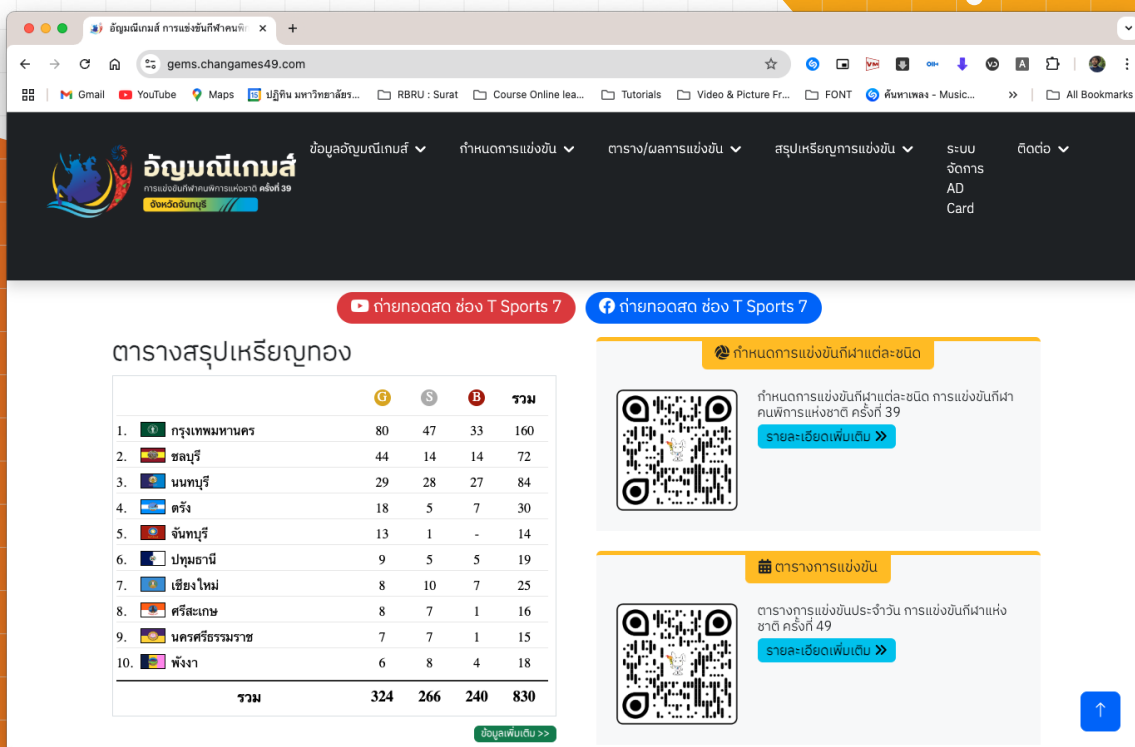 อัญมณีเกมส์ การแข่งขันกีฬาคนพิก
gems.changames49.com
Gmail YouTube Maps ปฏิทิน มหาวิทยาลัยร... RBRU : Surat Course Online lea... Tutorials Video & Picture Fr... FONT ค้นหาเพลง - Music... » All Bookmarks
อัญมณีเกมส์
การแข่งขันกีฬาคนพิการแห่งชาติ ครั้งที่ 39
จังหวัดจันทบุรี
ข้อมูลอัญมณีเกมส์ กำหนดการแข่งขัน ตาราง/ผลการแข่งขัน สรุปเหรียญการแข่งขัน ระบบ ติดต่อ
จัดการ
AD
Card
ถ่ายทอดสด ช่อง T Sports 7 ถ่ายทอดสด ช่อง T Sports 7
ตารางสรุปเหรียญทอง
G S B รวม
1. กรุงเทพมหานคร 80 47 33 160
2. ชลบุรี 44 14 14 72
3. นนทบุรี 29 28 27 84
4. ตรัง 18 5 7 30
5. จันทบุรี 13 1 - 14
6. ปทุมธานี 9 5 5 19
7. เชียงใหม่ 8 10 7 25
8. ศรีสะเกษ 8 7 1 16
9. นครศรีธรรมราช 7 7 1 15
10. พังงา 6 8 4 18
รวม 324 266 240 830
ข้อมูลเพิ่มเติม >>
กำหนดการแข่งขันกีฬาแต่ละชนิด
กำหนดการแข่งขันกีฬาแต่ละชนิด การแข่งขันกีฬา
คนพิการแห่งชาติ ครั้งที่ 39
รายละเอียดเพิ่มเติม
ตารางการแข่งขัน
ตารางการแข่งขันประจำวัน การแข่งขันกีฬาแห่ง
ชาติ ครั้งที่ 49
รายละเอียดเพิ่มเติม